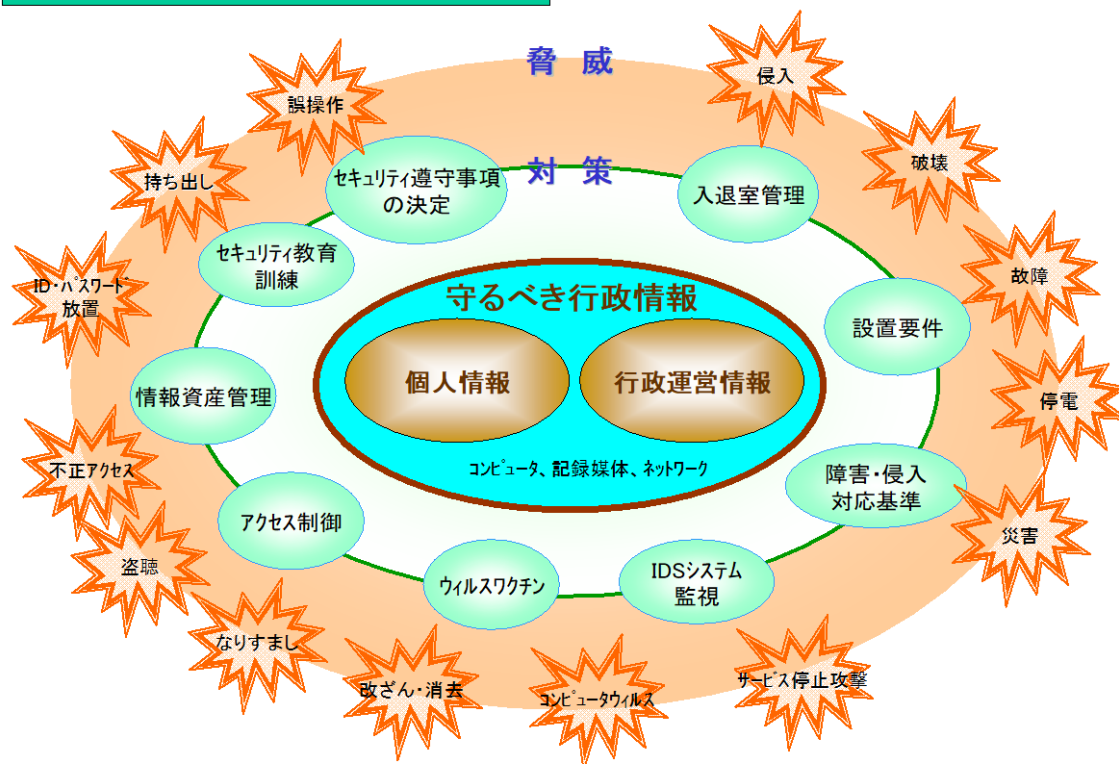 脅 威
侵入
誤操作
破壊
持ち出し
対 策
セキュリティ遵守事項
の決定
入退室管理
セキュリティ教育
訓練
故障
ID・パスワード
放置
守るべき行政情報
設置要件
個人情報
行政運営情報
情報資産管理
停電
不正アクセス
コンピュータ、記録媒体、ネットワーク
障害・侵入
対応基準
アクセス制御
災害
盗聴
ウィルスワクチン
IDSシステム
監視
なりすまし
改ざん・消去
コンピュータウィルス
サービス停止攻撃